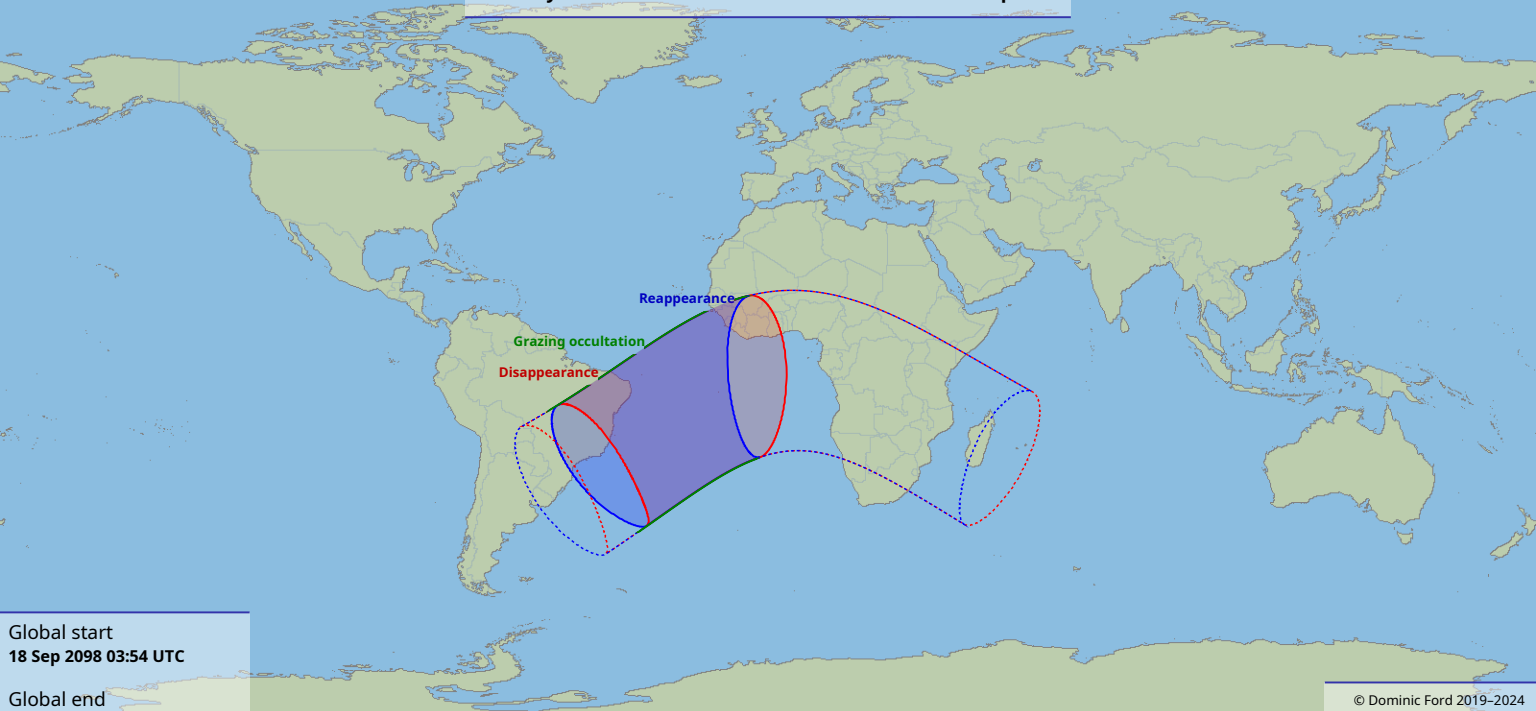 Reappearance
Grazing occultation
Disappearance
Global start
18 Sep 2098 03:54 UTC
Global end
© Dominic Ford 2019–2024